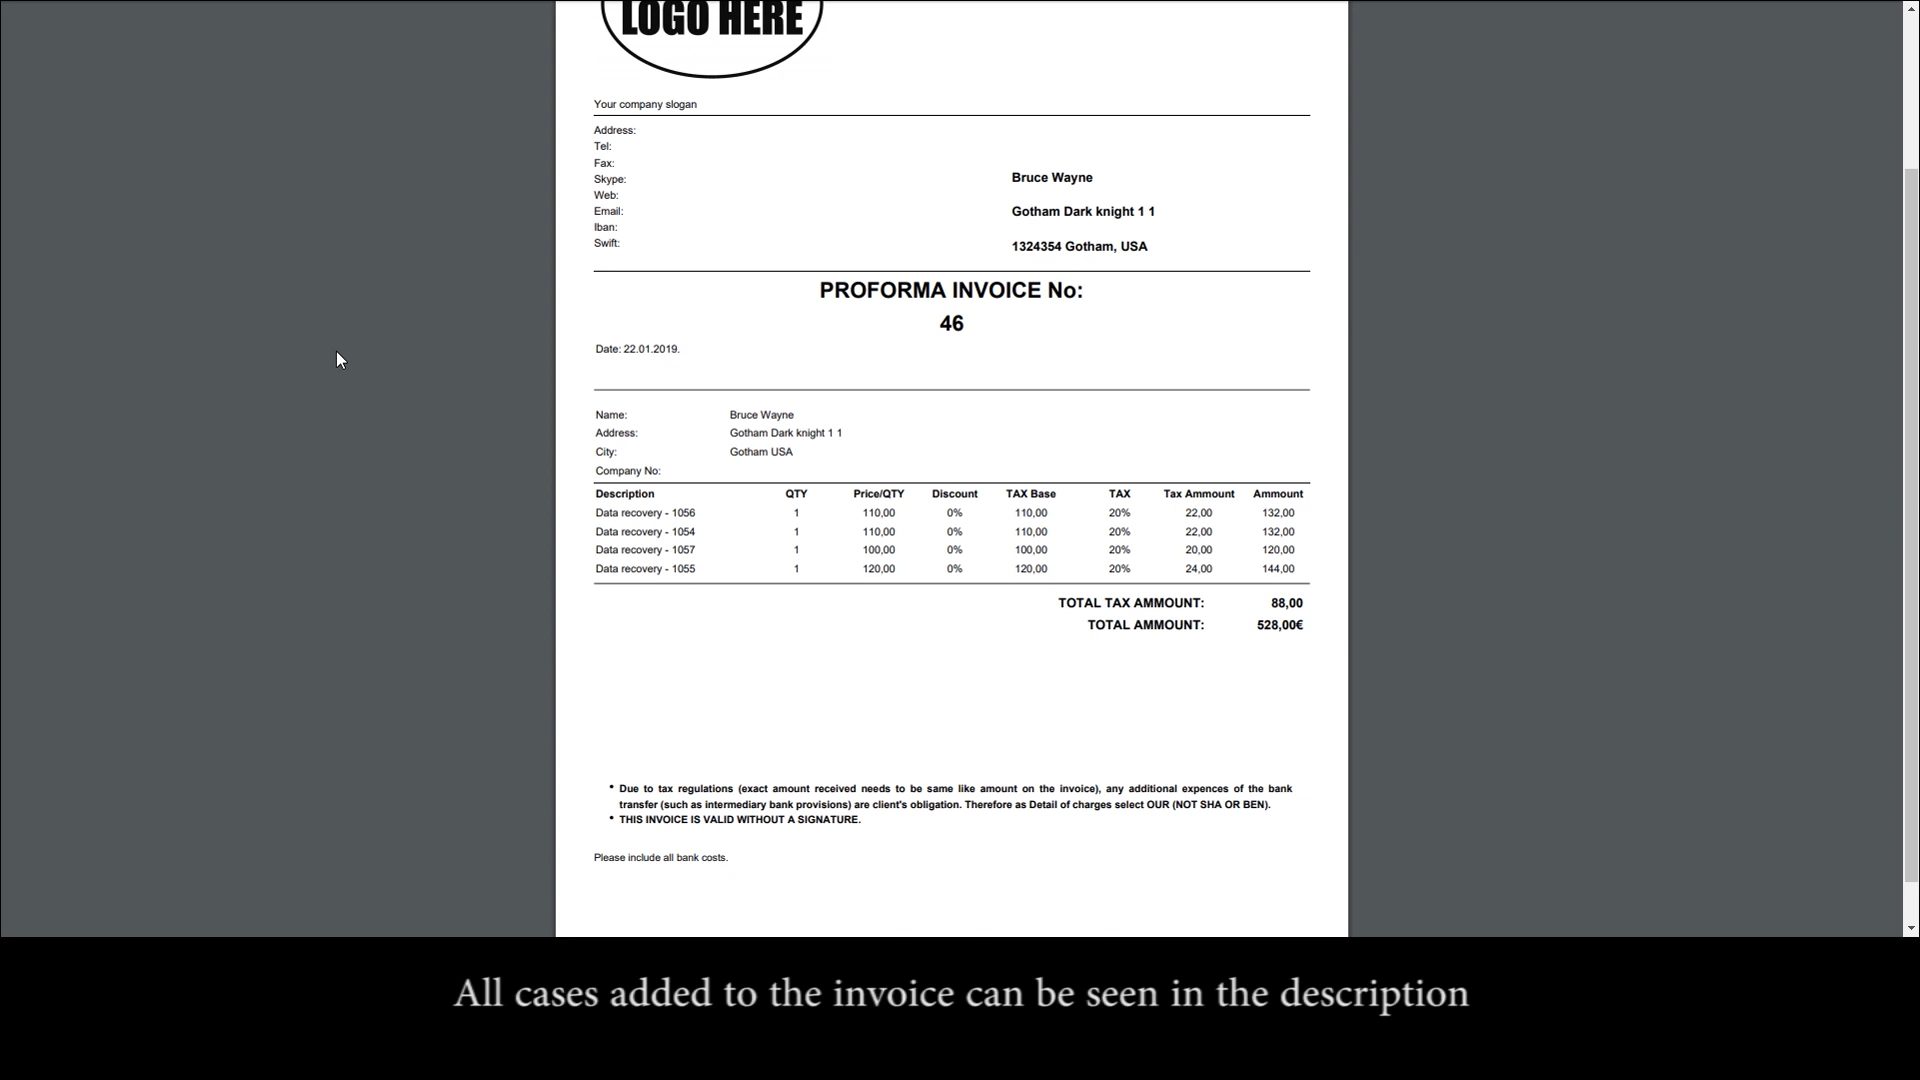 LOGO HERE
Your company slogan
Address:
Tel:
Fax:
Skype:
Web:
Email:
Iban:
Swift:
Bruce Wayne
Gotham Dark knight 1 1
1324354 Gotham, USA
PROFORMA INVOICE No:
46
Date: 22.01.2019.
Name: Bruce Wayne
Address: Gotham Dark knight 1 1
City: Gotham USA
Company No:
Description QTY Price/QTY Discount TAX Base TAX Tax Ammount Ammount
Data recovery - 1056 1 110,00 0% 110,00 20% 22,00 132,00
Data recovery - 1054 1 110,00 0% 110,00 20% 22,00 132,00
Data recovery - 1057 1 100,00 0% 100,00 20% 20,00 120,00
Data recovery - 1055 1 120,00 0% 120,00 20% 24,00 144,00
TOTAL TAX AMMOUNT: 88,00
TOTAL AMMOUNT: 528,00€
• Due to tax regulations (exact amount received needs to be same like amount on the invoice), any additional expences of the bank
transfer (such as intermediary bank provisions) are client's obligation. Therefore as Detail of charges select OUR (NOT SHA OR BEN).
• THIS INVOICE IS VALID WITHOUT A SIGNATURE.
Please include all bank costs.
All cases added to the invoice can be seen in the description